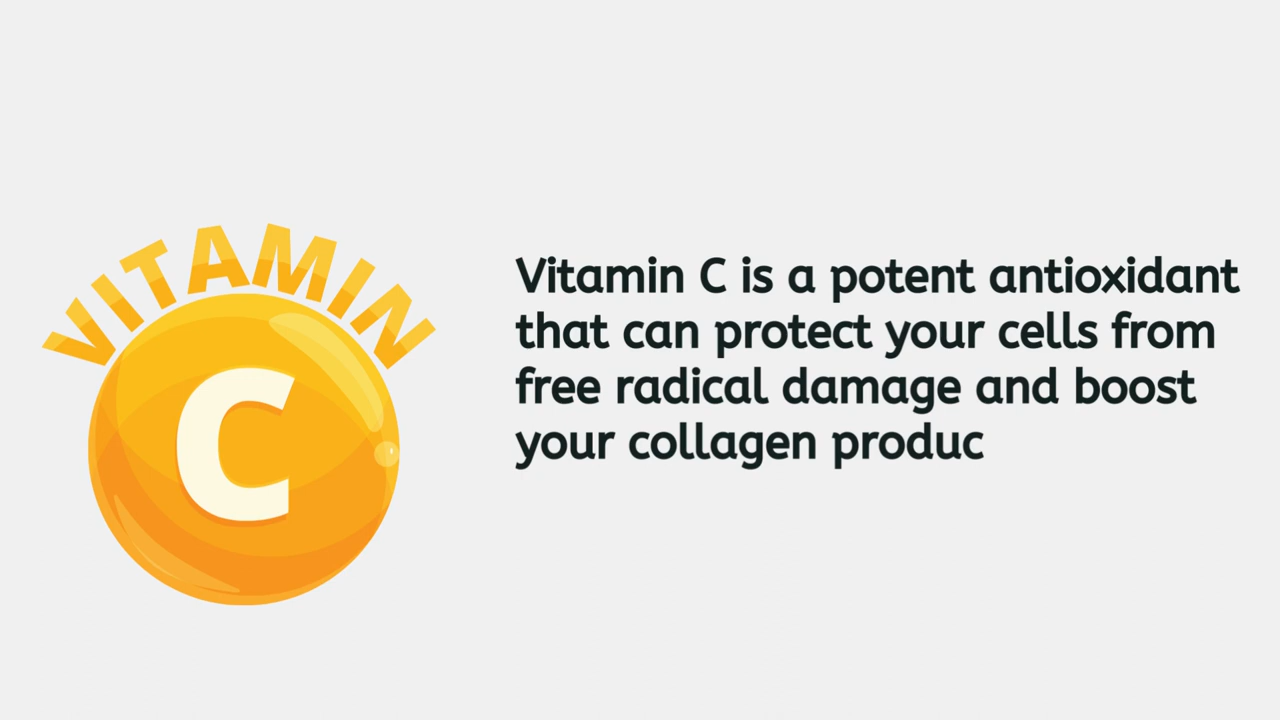 VITAMIN
C
Vitamin C is a potent antioxidant
that can protect your cells from
free radical damage and boost
your collagen produc